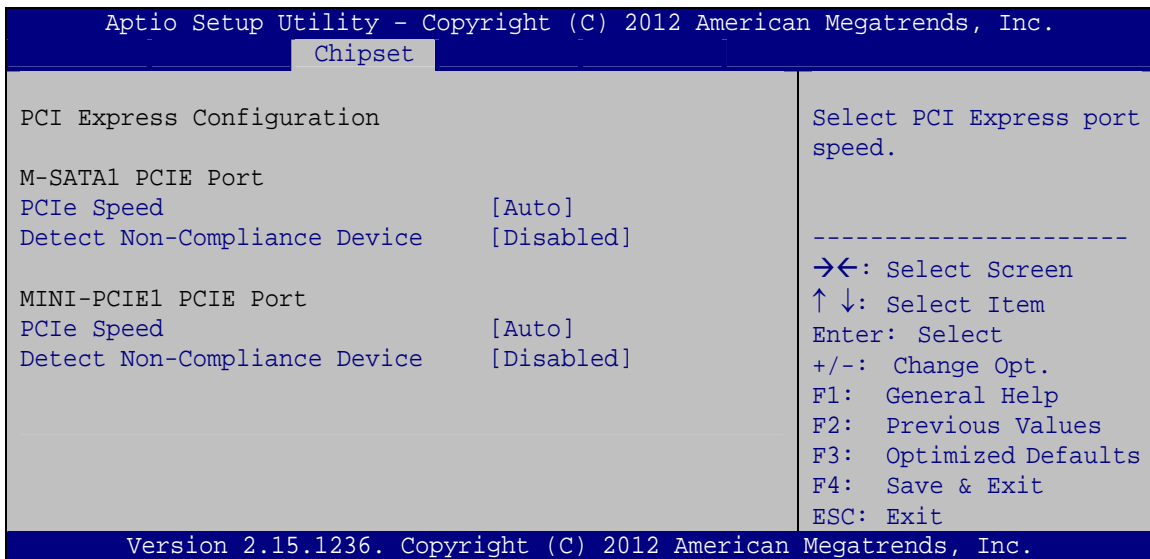 Aptio Setup Utility – Copyright (C) 2012 American Megatrends, Inc.
Chipset
PCI Express Configuration
M-SATA1 PCIE Port
PCIe Speed [Auto]
Detect Non-Compliance Device [Disabled]
MINI-PCIE1 PCIE Port
PCIe Speed [Auto]
Detect Non-Compliance Device [Disabled]
Select PCI Express port
speed.
----------------------
→←: Select Screen
↑ ↓: Select Item
Enter: Select
+/-: Change Opt.
F1: General Help
F2: Previous Values
F3: Optimized Defaults
F4: Save & Exit
ESC: Exit
Version 2.15.1236. Copyright (C) 2012 American Megatrends, Inc.